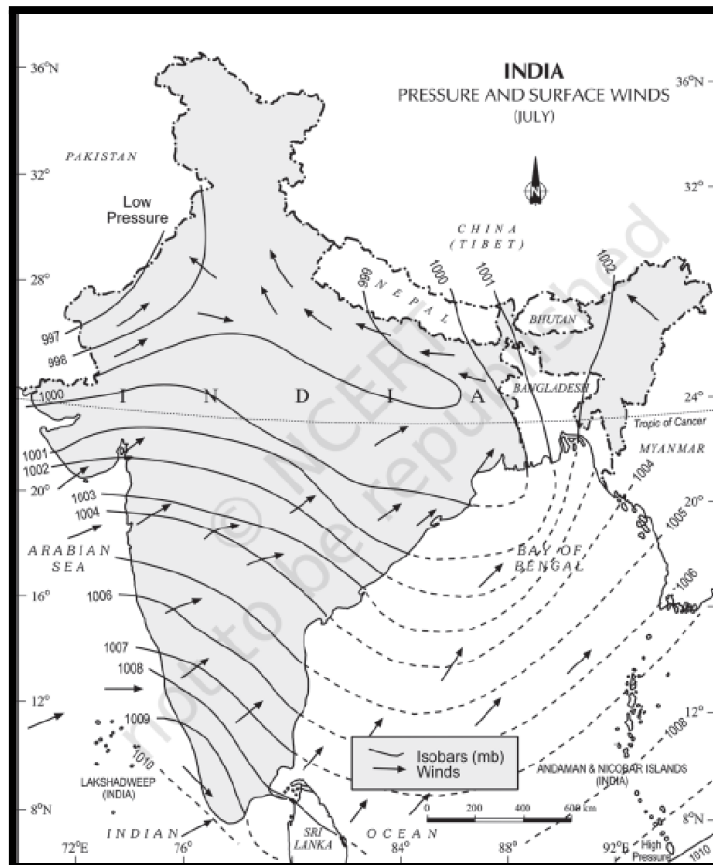 INDIA
PRESSURE AND SURFACE WINDS
(JULY)
36°N
36°N
PAKISTAN
N
32°
32°
Low
Pressure
CHINA
(TIBET)
999
1000
1001
1002
28°
NEPAL
28°
BHUTAN
997
998
1000
INDIA
BANGLADESH
24°
Tropic of Cancer
MYANMAR
1001
1002
20°
1003
1004
1004
20°
1005
ARABIAN
SEA
BAY OF
BENGAL
1006
16°
16°
1006
1007
1008
12°
1009
12°
1008
1010
Isobars (mb)
Winds
LAKSHADWEEP
(INDIA)
ANDAMAN & NICOBAR ISLANDS
(INDIA)
0 200 400 600 km
8°N
8°N
INDIAN OCEAN
SRI
LANKA
High
Pressure
1010
72°E 76° 84° 88° 92°E
© NCERT
not to be republished